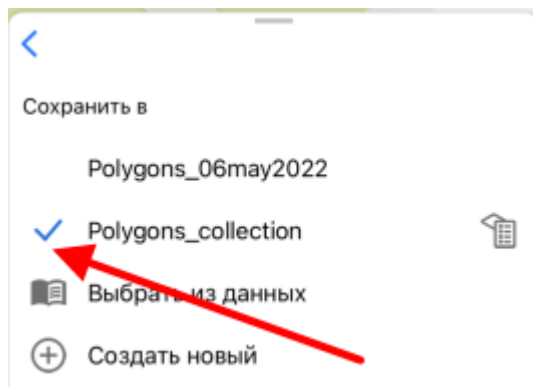 Сохранить в
Polygons_06may2022
Polygons_collection
Выбрать из данных
Создать новый